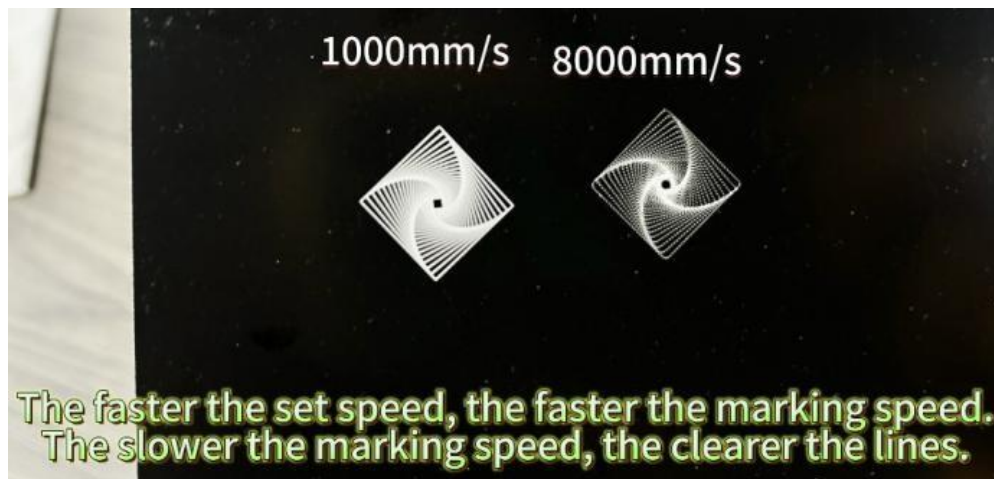 1000mm/s
8000mm/s
The faster the set speed, the faster the marking speed.
The slower the marking speed, the clearer the lines.